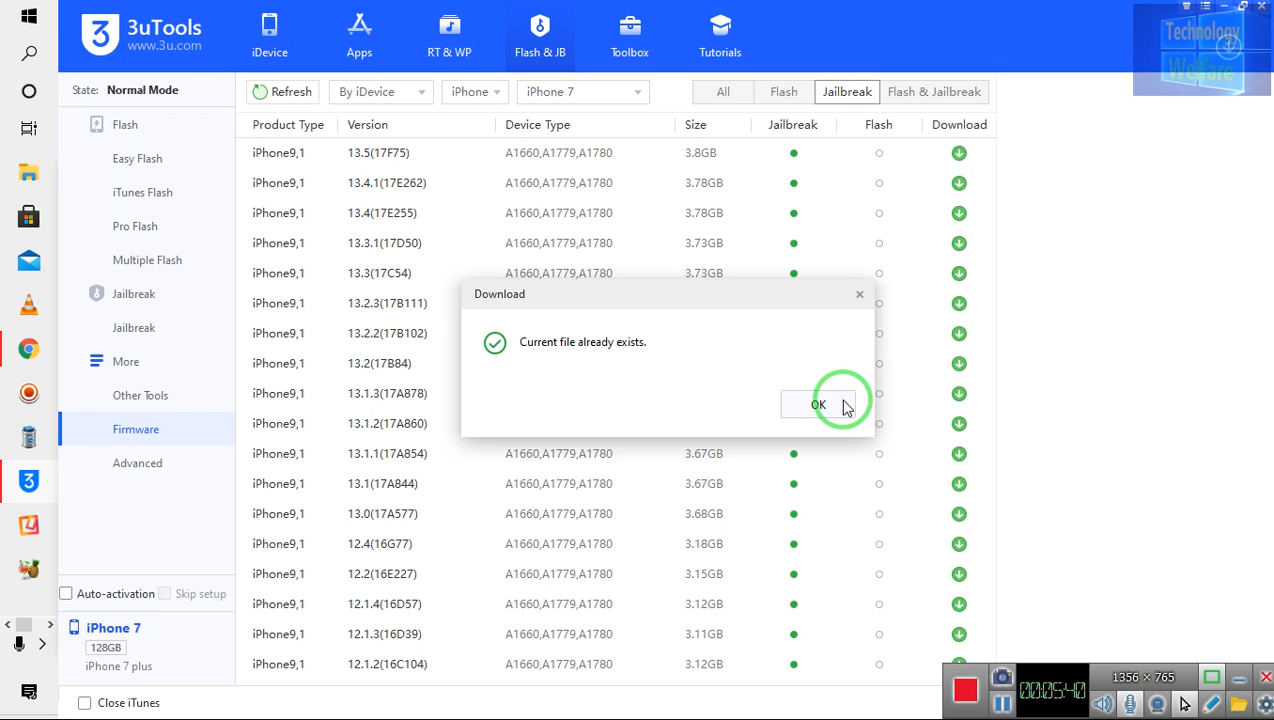 3uTools
www.3u.com
iDevice
Apps
RT & WP
Flash & JB
Toolbox
Tutorials
Technology
Welfare
State: Normal Mode
Refresh
By iDevice
iPhone
iPhone 7
All
Flash
Jailbreak
Flash & Jailbreak
Flash
Easy Flash
iTunes Flash
Pro Flash
Multiple Flash
Jailbreak
Jailbreak
More
Other Tools
Firmware
Advanced
Auto-activation
Skip setup
iPhone 7
128GB
iPhone 7 plus
Close iTunes
Product Type Version Device Type Size Jailbreak Flash Download
iPhone9,1 13.5(17F75) A1660,A1779,A1780 3.8GB
iPhone9,1 13.4.1(17E262) A1660,A1779,A1780 3.78GB
iPhone9,1 13.4(17E255) A1660,A1779,A1780 3.78GB
iPhone9,1 13.3.1(17D50) A1660,A1779,A1780 3.73GB
iPhone9,1 13.3(17C54) A1660,A1779,A1780 3.73GB
iPhone9,1 13.2.3(17B111)
iPhone9,1 13.2.2(17B102)
iPhone9,1 13.2(17B84)
iPhone9,1 13.1.3(17A878)
iPhone9,1 13.1.2(17A860)
iPhone9,1 13.1.1(17A854) A1660,A1779,A1780 3.67GB
iPhone9,1 13.1(17A844) A1660,A1779,A1780 3.67GB
iPhone9,1 13.0(17A577) A1660,A1779,A1780 3.68GB
iPhone9,1 12.4(16G77) A1660,A1779,A1780 3.18GB
iPhone9,1 12.2(16E227) A1660,A1779,A1780 3.15GB
iPhone9,1 12.1.4(16D57) A1660,A1779,A1780 3.12GB
iPhone9,1 12.1.3(16D39) A1660,A1779,A1780 3.11GB
iPhone9,1 12.1.2(16C104) A1660,A1779,A1780 3.12GB
Download
Current file already exists.
OK
1356 × 765
00:05:40